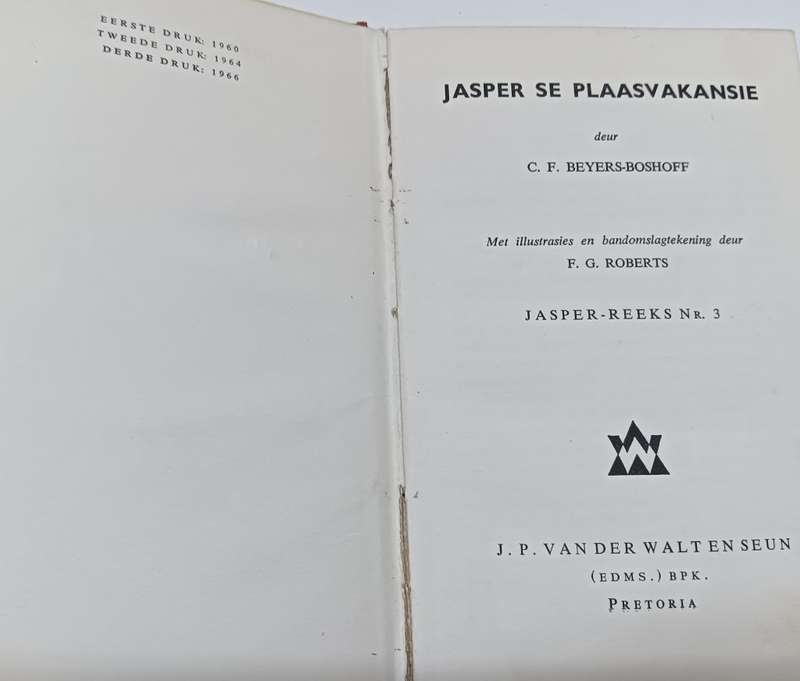 EERSTE DRUK: 1960
TWEEDE DRUK: 1964
DERDE DRUK: 1966
JASPER SE PLAASVAKANSIE
deur
C. F. BEYERS-BOSHOFF
Met illustrasies en bandomslagtekening deur
F. G. ROBERTS
JASPER-REEKS NR. 3
J. P. VAN DER WALT EN SEUN
(EDMS.) BPK.
PRETORIA